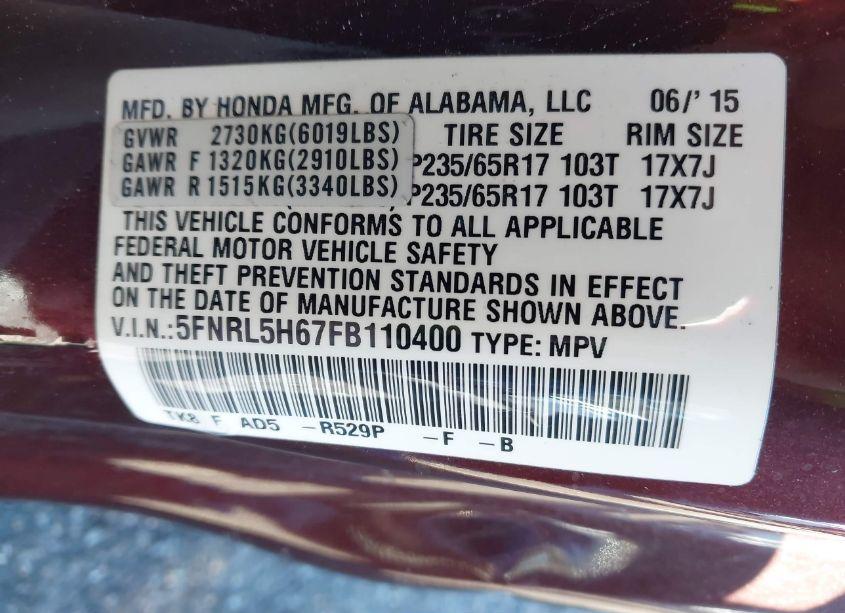 MFD. BY HONDA MFG. OF ALABAMA, LLC 06/' 15
GVWR 2730KG(6019LBS) TIRE SIZE RIM SIZE
GAWR F 1320KG(2910LBS) P235/65R17 103T 17X7J
GAWR R 1515KG(3340LBS) P235/65R17 103T 17X7J
THIS VEHICLE CONFORMS TO ALL APPLICABLE
FEDERAL MOTOR VEHICLE SAFETY
AND THEFT PREVENTION STANDARDS IN EFFECT
ON THE DATE OF MANUFACTURE SHOWN ABOVE.
V.I.N.:5FNRL5H67FB110400 TYPE: MPV
TK8 F AD5 -R529P -F -B